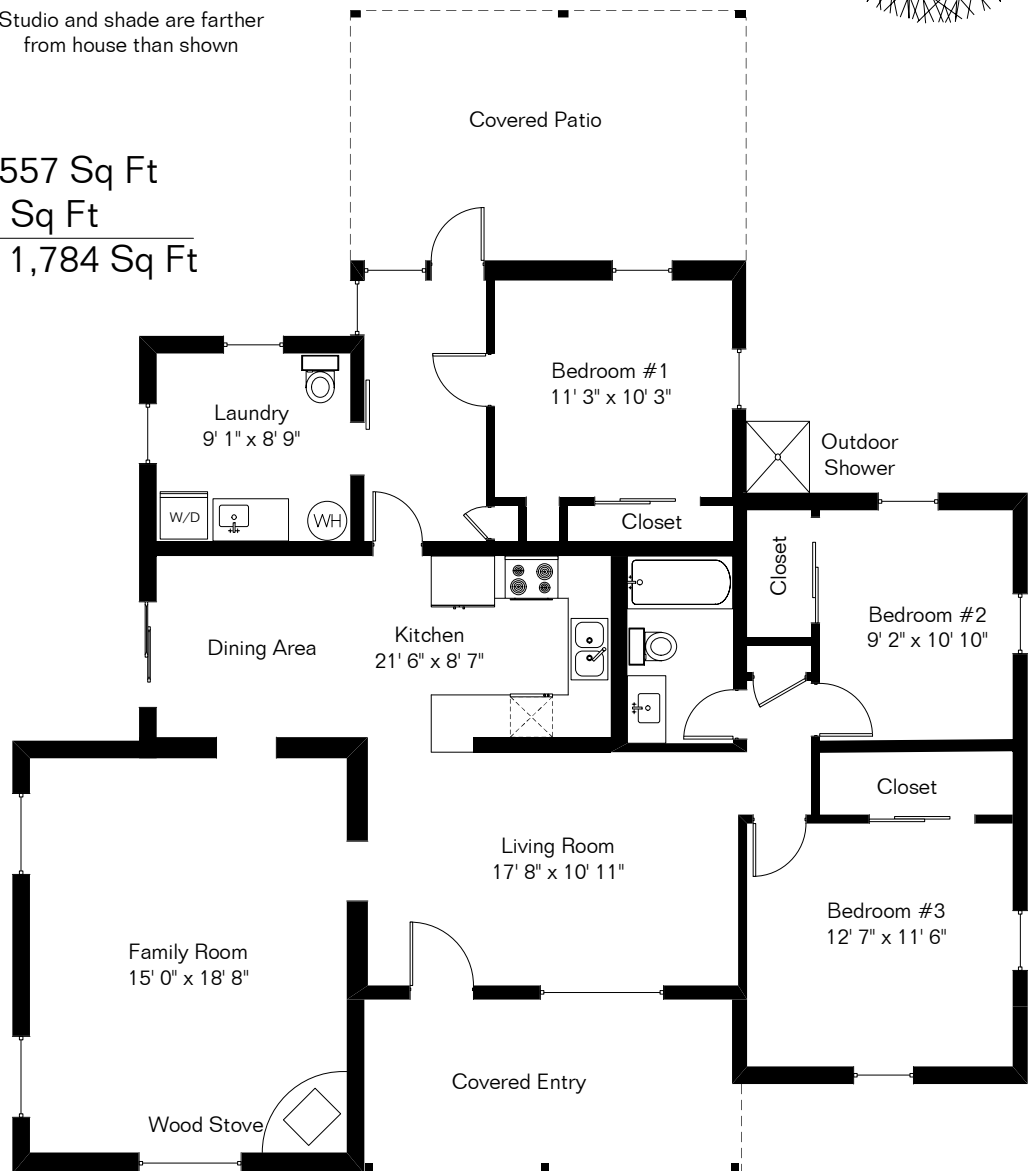 Studio and shade are farther
from house than shown
Covered Patio
557 Sq Ft
Sq Ft
1,784 Sq Ft
Bedroom #1
11' 3" x 10' 3"
Laundry
9' 1" x 8' 9"
Outdoor
Shower
W/D
WH
Closet
Closet
Bedroom #2
9' 2" x 10' 10"
Dining Area
Kitchen
21' 6" x 8' 7"
Closet
Living Room
17' 8" x 10' 11"
Bedroom #3
12' 7" x 11' 6"
Family Room
15' 0" x 18' 8"
Covered Entry
Wood Stove